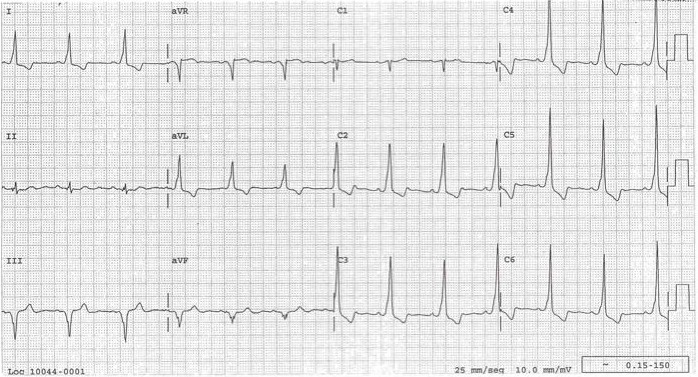 I aVR C1 C4
II aVL C2 C5
III aVF C3 C6
Loc 10044-0001 25 mm/seq 10.0 mm/mV ~ 0.15-150